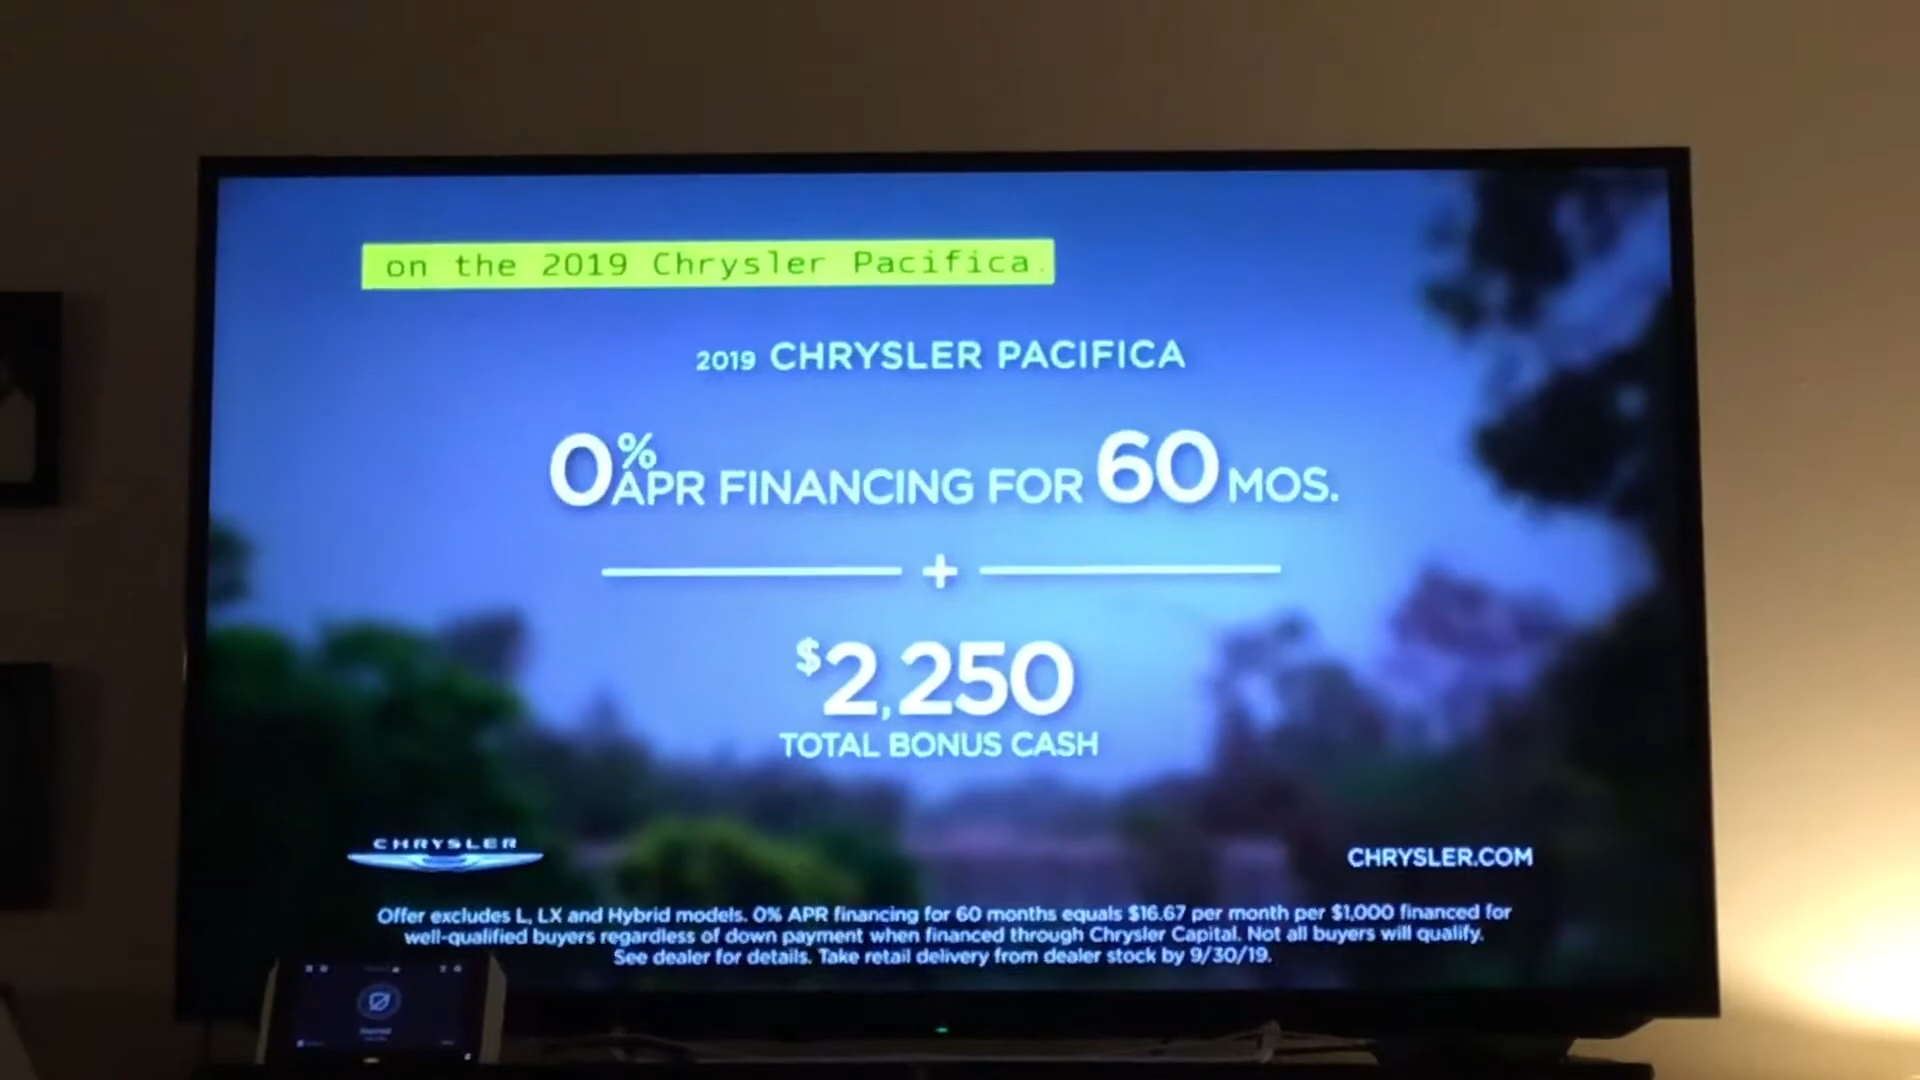 on the 2019 Chrysler Pacifica.
2019 CHRYSLER PACIFICA
0% APR FINANCING FOR 60 MOS.
+
$2,250
TOTAL BONUS CASH
CHRYSLER
CHRYSLER.COM
Offer excludes L, LX and Hybrid models. 0% APR financing for 60 months equals $16.67 per month per $1,000 financed for
well-qualified buyers regardless of down payment when financed through Chrysler Capital. Not all buyers will qualify.
See dealer for details. Take retail delivery from dealer stock by 9/30/19.